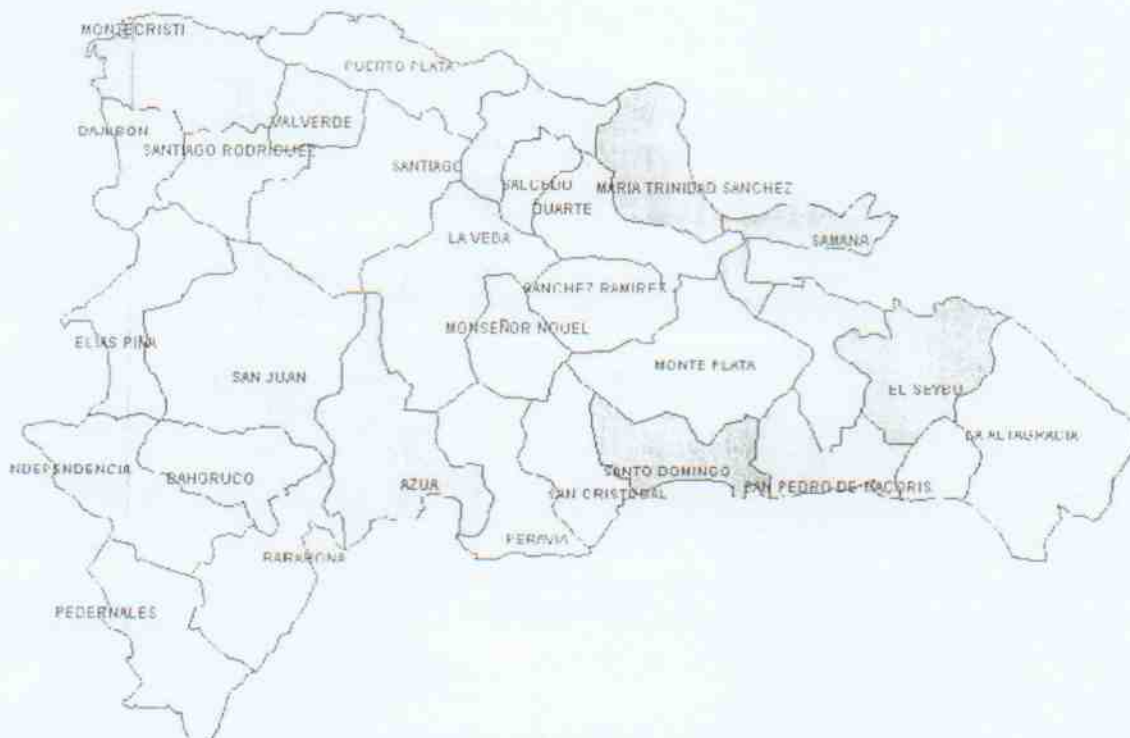 MONTECRISTI
PUERTO PLATA
DAJABON
VALVERDE
SANTIAGO RODRIGUEZ
SANTIAGO
SALCEDO
MARIA TRINIDAD SANCHEZ
DUARTE
LA VEGA
SAMANA
SANCHEZ RAMIREZ
MONSEÑOR NOUEL
ELIAS PIÑA
SAN JUAN
MONTE PLATA
EL SEYBO
LA ALTAGRACIA
NDEPENDENCIA
BAHORUCO
AZUA
SANTO DOMINGO
SAN CRISTOBAL
SAN PEDRO DE MACORIS
PERAVIA
BARAHONA
PEDERNALES